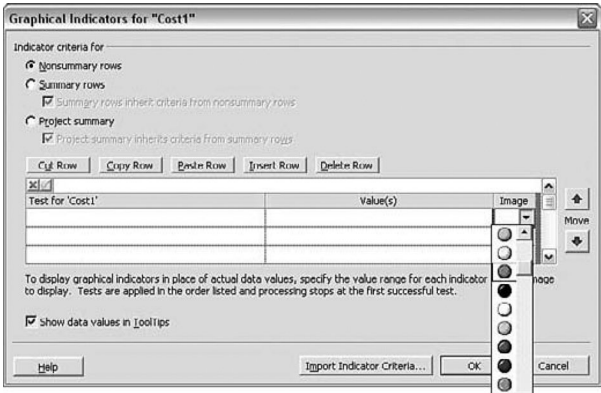 Graphical Indicators for "Cost1"
Indicator criteria for
Nonsummary rows
Summary rows
Summary rows inherit criteria from nonsummary rows
Project summary
Project summary inherits criteria from summary rows
Cut Row Copy Row Paste Row Insert Row Delete Row
Test for 'Cost1' Value(s) Image
Move
To display graphical indicators in place of actual data values, specify the value range for each indicator mage
to display. Tests are applied in the order listed and processing stops at the first successful test.
Show data values in ToolTips
Help Import Indicator Criteria... OK Cancel